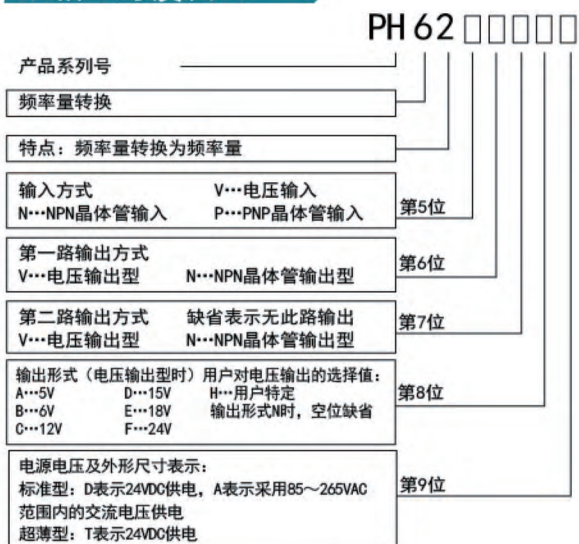 PH62□□□□□
产品系列号
频率量转换
特点：频率量转换为频率量
输入方式 V…电压输入
N…NPN晶体管输入 P…PNP晶体管输入
第5位
第一路输出方式
V…电压输出型 N…NPN晶体管输出型
第6位
第二路输出方式 缺省表示无此路输出
V…电压输出型 N…NPN晶体管输出型
第7位
输出形式（电压输出型时）用户对电压输出的选择值：
A…5V D…15V H…用户特定
B…6V E…18V 输出形式N时，空位缺省
C…12V F…24V
第8位
电源电压及外形尺寸表示：
标准型：D表示24VDC供电，A表示采用85～265VAC
范围内的交流电压供电
超薄型：T表示24VDC供电
第9位